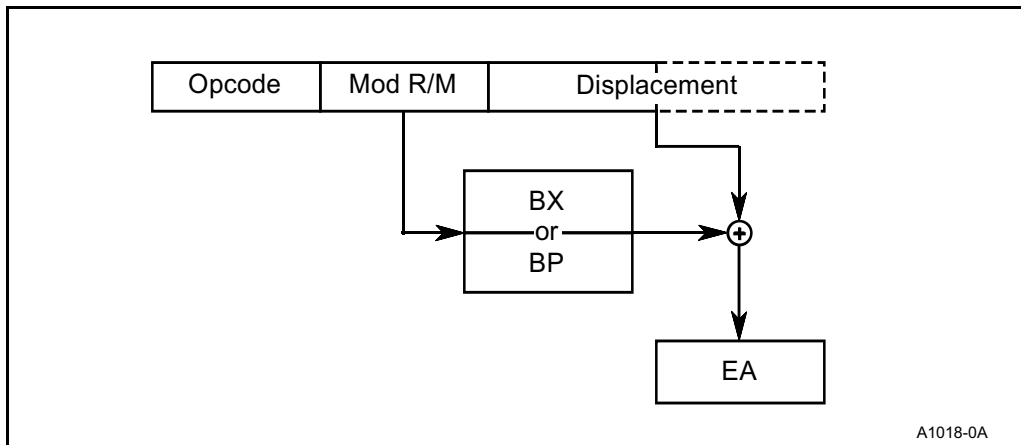 Opcode Mod R/M Displacement
BX
or
BP
+
EA
A1018-0A